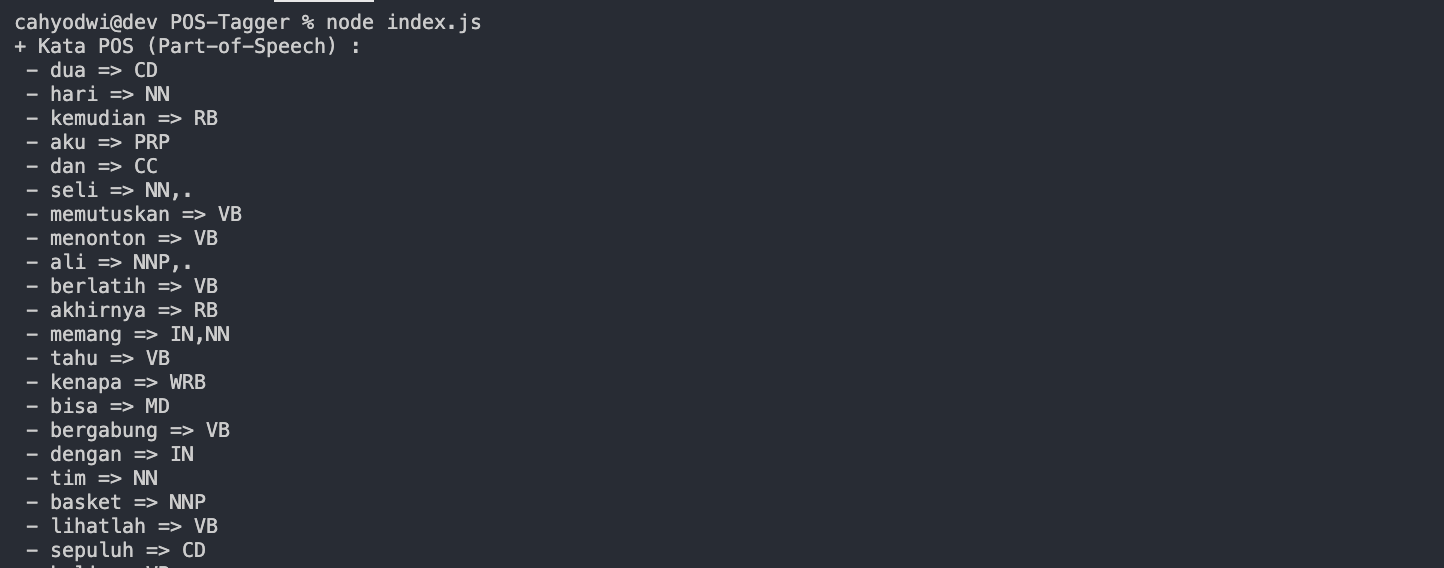 cahyodwi@dev POS-Tagger % node index.js
+ Kata POS (Part-of-Speech) :
- dua => CD
- hari => NN
- kemudian => RB
- aku => PRP
- dan => CC
- seli => NN,.
- memutuskan => VB
- menonton => VB
- ali => NNP,.
- berlatih => VB
- akhirnya => RB
- memang => IN,NN
- tahu => VB
- kenapa => WRB
- bisa => MD
- bergabung => VB
- dengan => IN
- tim => NN
- basket => NNP
- lihatlah => VB
- sepuluh => CD